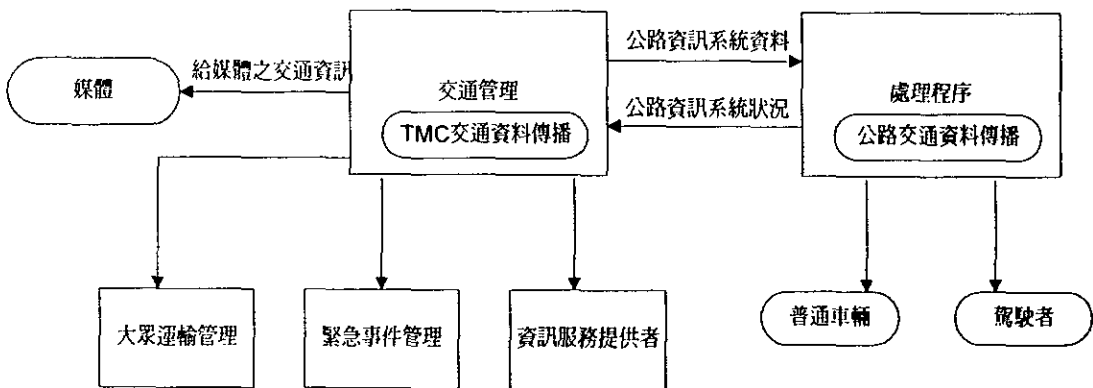 公路資訊系統資料
媒體
給媒體之交通資訊
交通管理
處理程序
公路資訊系統狀況
TMC交通資料傳播
公路交通資料傳播
大眾運輸管理
緊急事件管理
資訊服務提供者
普通車輛
駕駛者